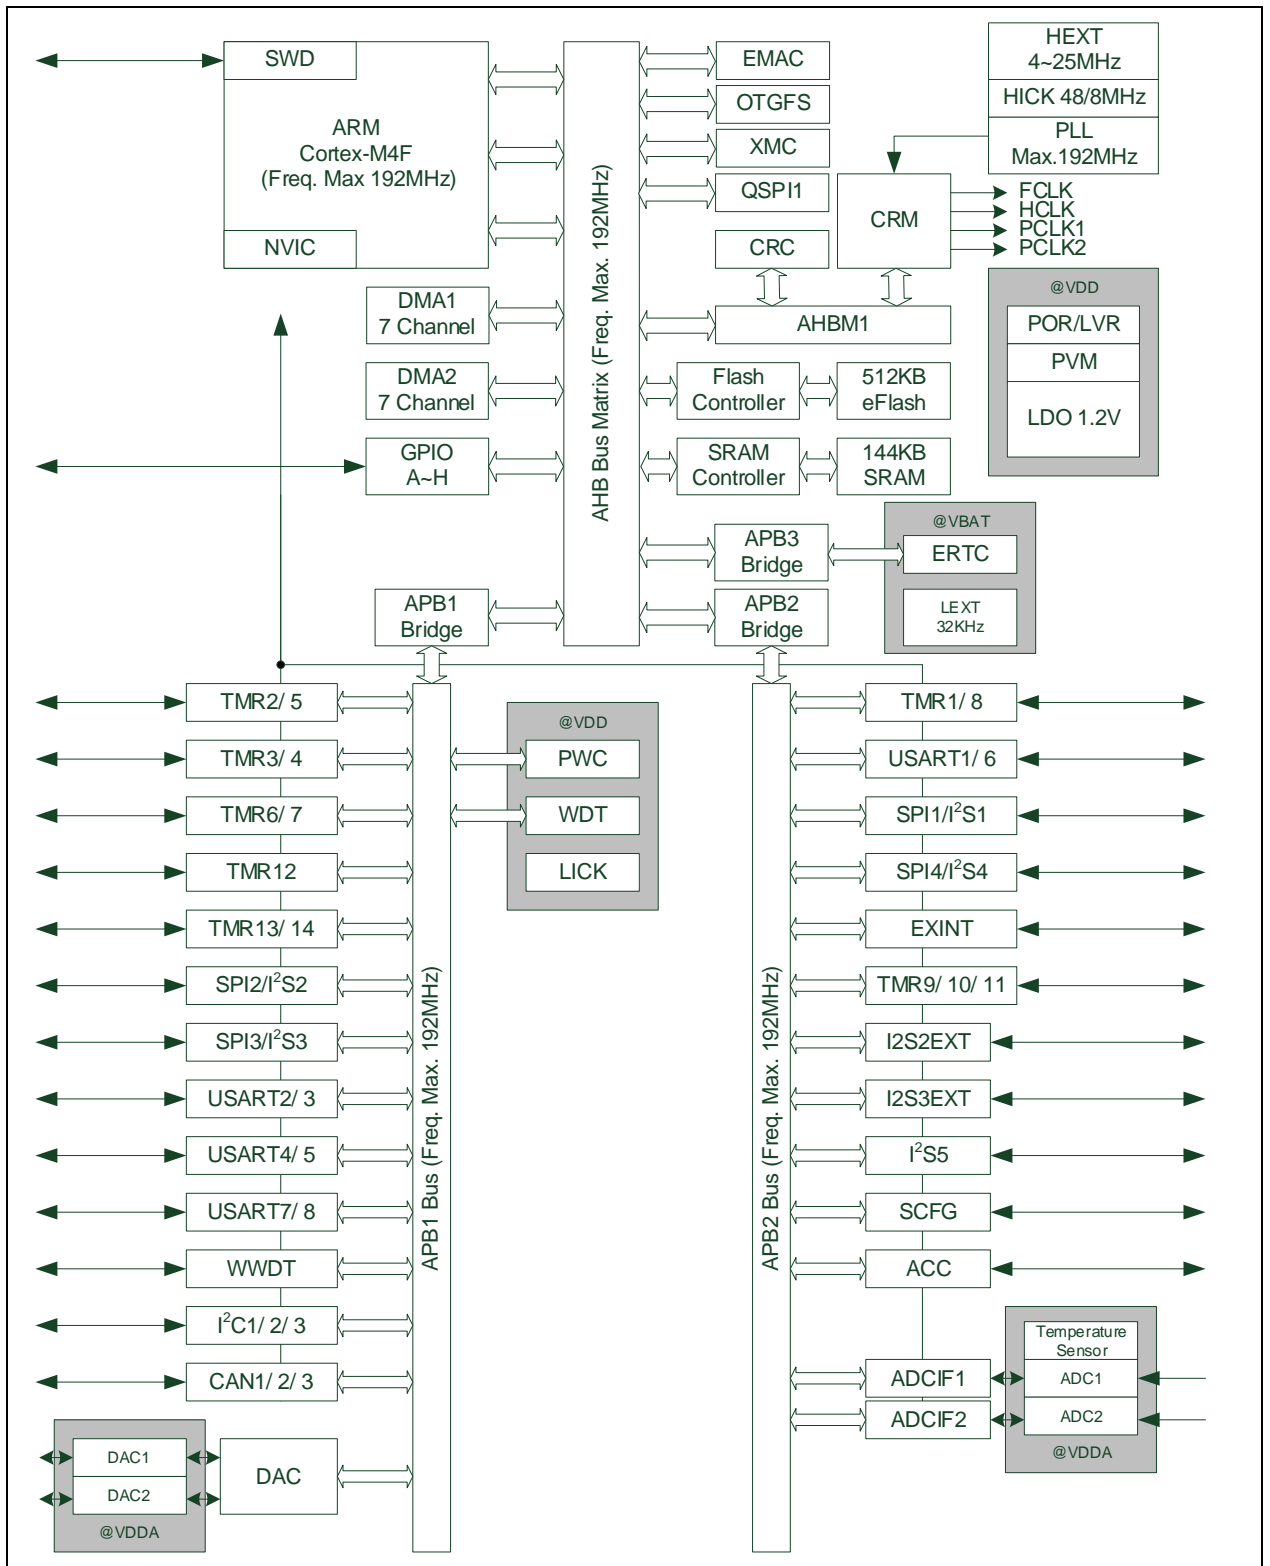 SWD
ARM
Cortex-M4F
(Freq. Max 192MHz)
NVIC
DMA1
7 Channel
DMA2
7 Channel
GPIO
A~H
APB1
Bridge
AHB Bus Matrix (Freq. Max. 192MHz)
EMAC
OTGFS
XMC
QSPI1
CRC
AHBM1
Flash
Controller
512KB
eFlash
SRAM
Controller
144KB
SRAM
APB3
Bridge
APB2
Bridge
HEXT
4~25MHz
HICK 48/8MHz
PLL
Max.192MHz
CRM
FCLK
HCLK
PCLK1
PCLK2
@VDD
POR/LVR
PVM
LDO 1.2V
@VBAT
ERTC
LEXT
32KHz
TMR2/ 5
TMR3/ 4
TMR6/ 7
TMR12
TMR13/ 14
SPI2/I²S2
SPI3/I²S3
USART2/ 3
USART4/ 5
USART7/ 8
WWDT
I²C1/ 2/ 3
CAN1/ 2/ 3
DAC1
DAC2
@VDDA
DAC
APB1 Bus (Freq. Max. 192MHz)
@VDD
PWC
WDT
LICK
APB2 Bus (Freq. Max. 192MHz)
TMR1/ 8
USART1/ 6
SPI1/I²S1
SPI4/I²S4
EXINT
TMR9/ 10/ 11
I2S2EXT
I2S3EXT
I²S5
SCFG
ACC
ADCIF1
ADCIF2
Temperature
Sensor
ADC1
ADC2
@VDDA